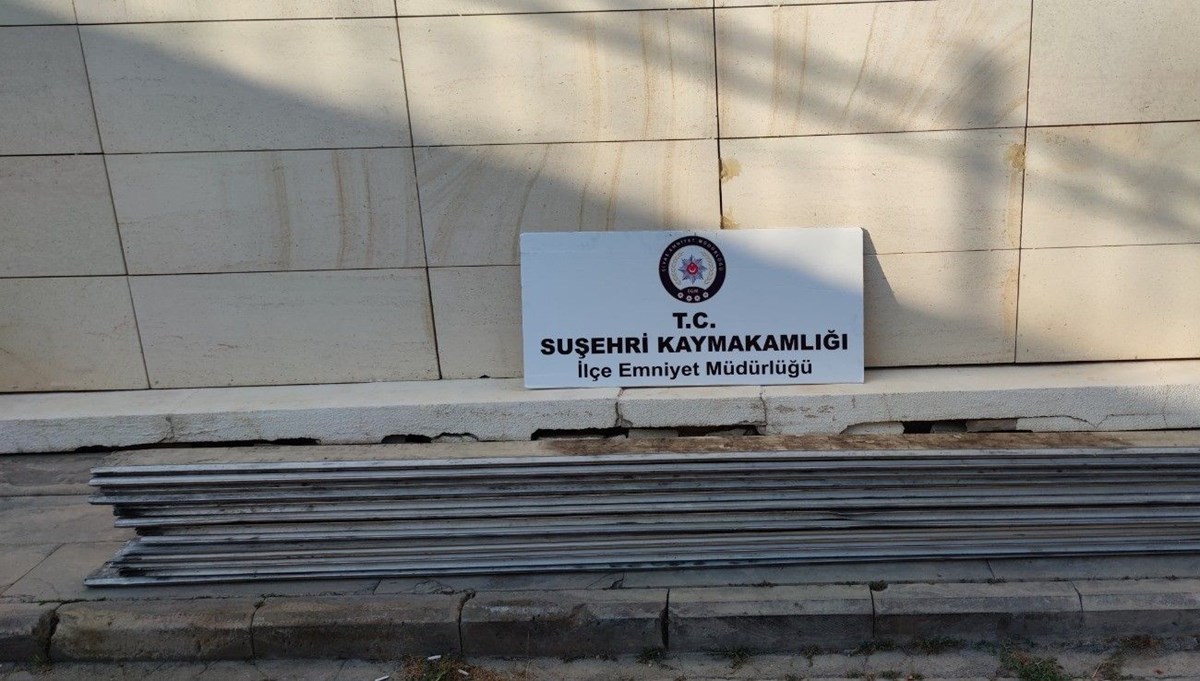 T.C.
SUŞEHRİ KAYMAKAMLIĞI
İlçe Emniyet Müdürlüğü